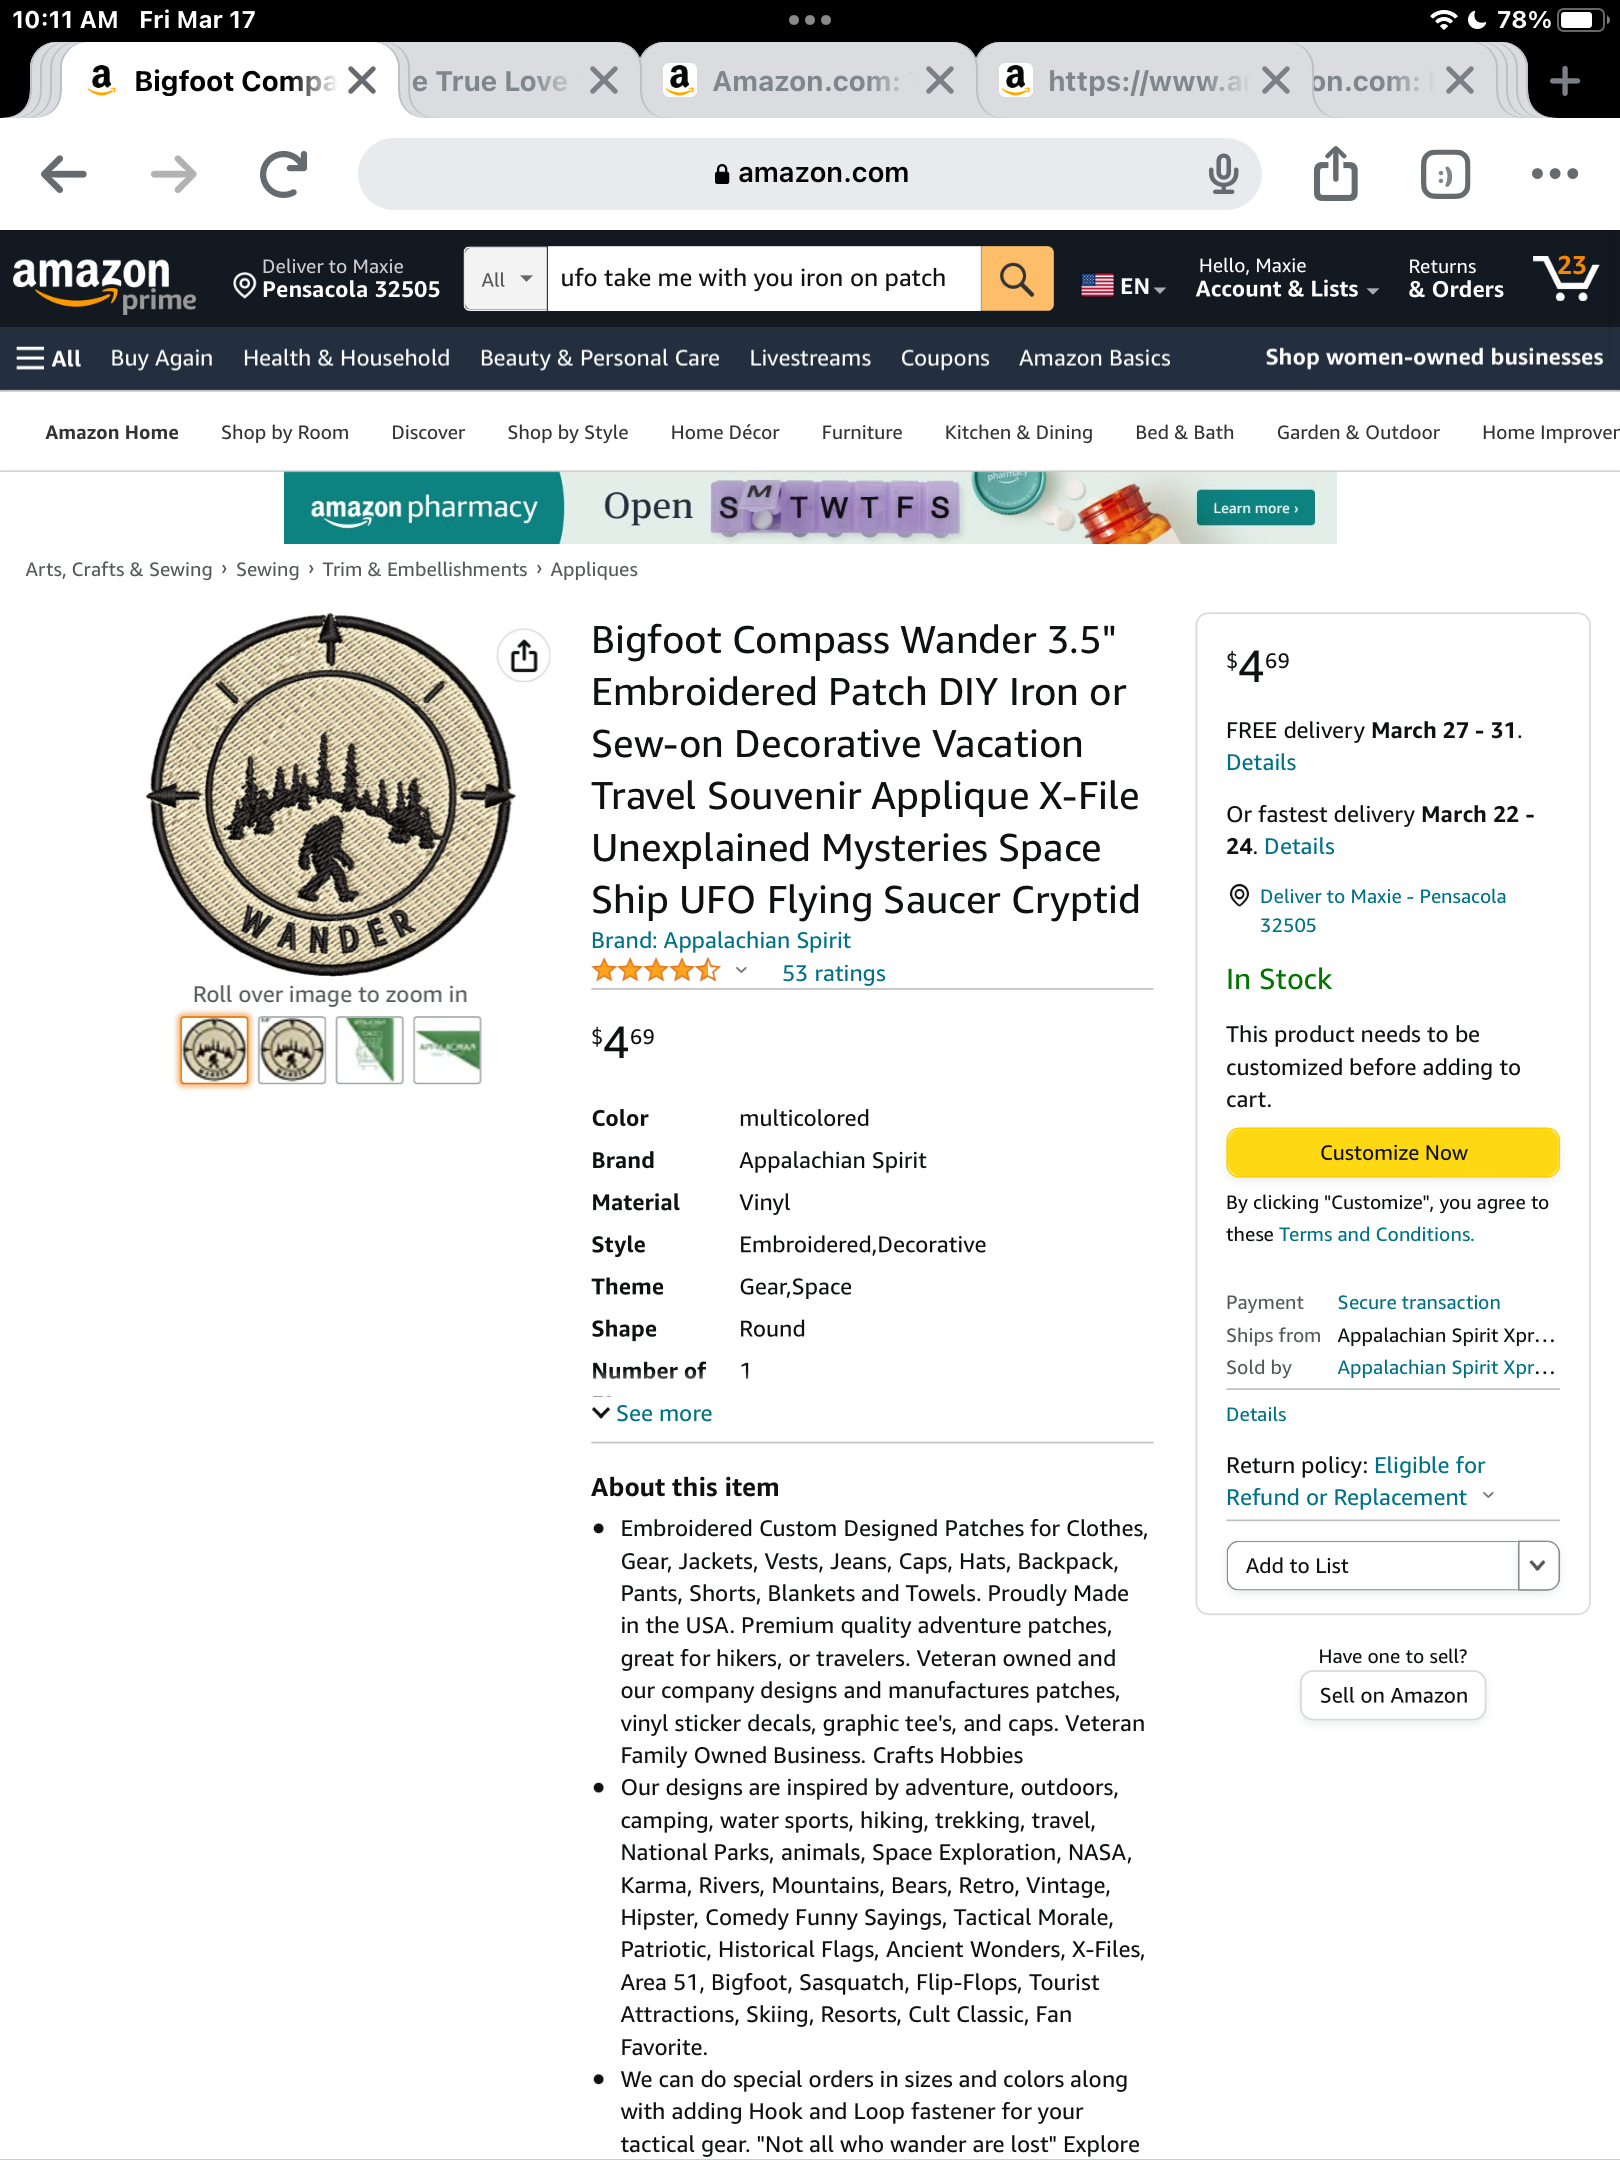 10:11 AM Fri Mar 17
78%
Bigfoot Compa
e True Love
Amazon.com:
https://www.a
on.com:
amazon.com
amazon prime
Deliver to Maxie
Pensacola 32505
All
ufo take me with you iron on patch
EN
Hello, Maxie
Account & Lists
Returns
& Orders
23
All Buy Again Health & Household Beauty & Personal Care Livestreams Coupons Amazon Basics Shop women-owned businesses
Amazon Home Shop by Room Discover Shop by Style Home Décor Furniture Kitchen & Dining Bed & Bath Garden & Outdoor Home Improver
amazon pharmacy
Open
S M T W T F S
pharmacy
Learn more ›
Arts, Crafts & Sewing › Sewing › Trim & Embellishments › Appliques
WANDER
Roll over image to zoom in
Bigfoot Compass Wander 3.5"
Embroidered Patch DIY Iron or
Sew-on Decorative Vacation
Travel Souvenir Applique X-File
Unexplained Mysteries Space
Ship UFO Flying Saucer Cryptid
Brand: Appalachian Spirit
53 ratings
$4 69
Color multicolored
Brand Appalachian Spirit
Material Vinyl
Style Embroidered,Decorative
Theme Gear,Space
Shape Round
Number of 1
See more
About this item
• Embroidered Custom Designed Patches for Clothes,
Gear, Jackets, Vests, Jeans, Caps, Hats, Backpack,
Pants, Shorts, Blankets and Towels. Proudly Made
in the USA. Premium quality adventure patches,
great for hikers, or travelers. Veteran owned and
our company designs and manufactures patches,
vinyl sticker decals, graphic tee's, and caps. Veteran
Family Owned Business. Crafts Hobbies
• Our designs are inspired by adventure, outdoors,
camping, water sports, hiking, trekking, travel,
National Parks, animals, Space Exploration, NASA,
Karma, Rivers, Mountains, Bears, Retro, Vintage,
Hipster, Comedy Funny Sayings, Tactical Morale,
Patriotic, Historical Flags, Ancient Wonders, X-Files,
Area 51, Bigfoot, Sasquatch, Flip-Flops, Tourist
Attractions, Skiing, Resorts, Cult Classic, Fan
Favorite.
• We can do special orders in sizes and colors along
with adding Hook and Loop fastener for your
tactical gear. "Not all who wander are lost" Explore
$4 69
FREE delivery March 27 - 31.
Details
Or fastest delivery March 22 -
24. Details
Deliver to Maxie - Pensacola
32505
In Stock
This product needs to be
customized before adding to
cart.
Customize Now
By clicking "Customize", you agree to
these Terms and Conditions.
Payment Secure transaction
Ships from Appalachian Spirit Xpr...
Sold by Appalachian Spirit Xpr...
Details
Return policy: Eligible for
Refund or Replacement
Add to List
Have one to sell?
Sell on Amazon